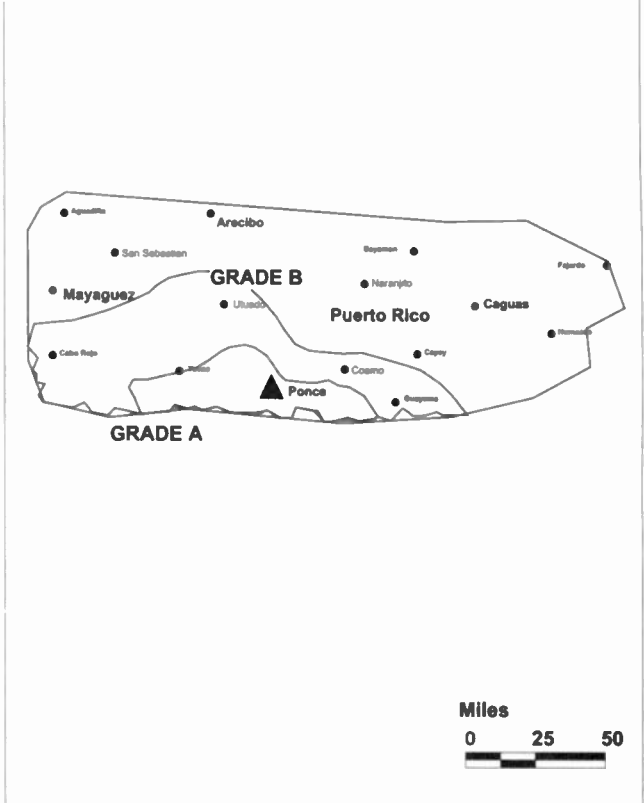 Aguadilla
Arecibo
San Sebastian
Bayamon
Fajardo
GRADE B
Naranjito
Mayaguez
Utuado
Caguas
Puerto Rico
Cabo Rojo
Cayey
Coamo
Ponce
Guayama
GRADE A
Miles
0 25 50